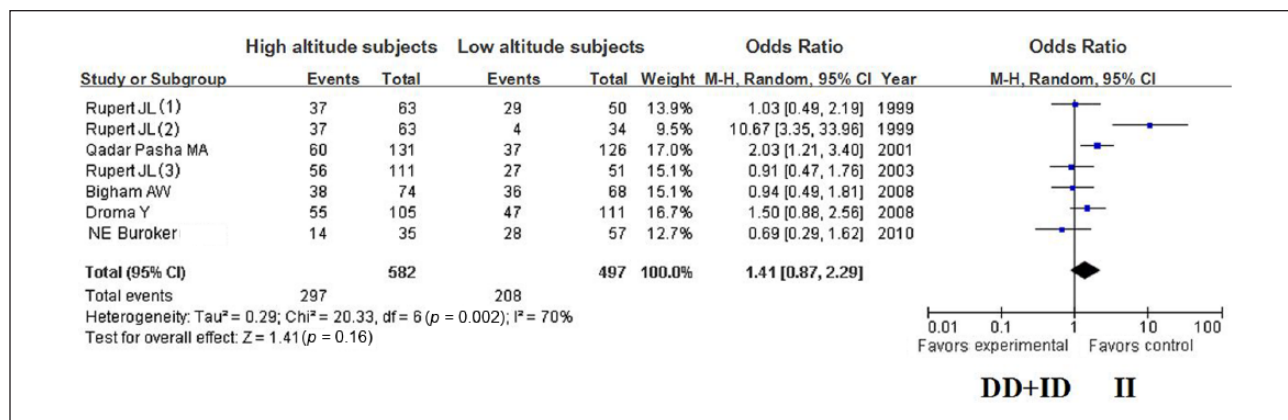 High altitude subjects Low altitude subjects Odds Ratio Odds Ratio
Study or Subgroup Events Total Events Total Weight M-H, Random, 95% CI Year M-H, Random, 95% CI
Rupert JL(1) 37 63 29 50 13.9% 1.03 [0.49, 2.19] 1999
Rupert JL(2) 37 63 4 34 9.5% 10.67 [3.35, 33.96] 1999
Qadar Pasha MA 60 131 37 126 17.0% 2.03 [1.21, 3.40] 2001
Rupert JL(3) 56 111 27 51 15.1% 0.91 [0.47, 1.76] 2003
Bigham AW 38 74 36 68 15.1% 0.94 [0.49, 1.81] 2008
Droma Y 55 105 47 111 16.7% 1.50 [0.88, 2.56] 2008
NE Buroker 14 35 28 57 12.7% 0.69 [0.29, 1.62] 2010
Total (95% CI) 582 497 100.0% 1.41 [0.87, 2.29]
Total events 297 208
Heterogeneity: Tau² = 0.29; Chi² = 20.33, df = 6 (p = 0.002); I² = 70%
Test for overall effect: Z = 1.41 (p = 0.16)
0.01 0.1 1 10 100
Favors experimental Favors control
DD+ID II